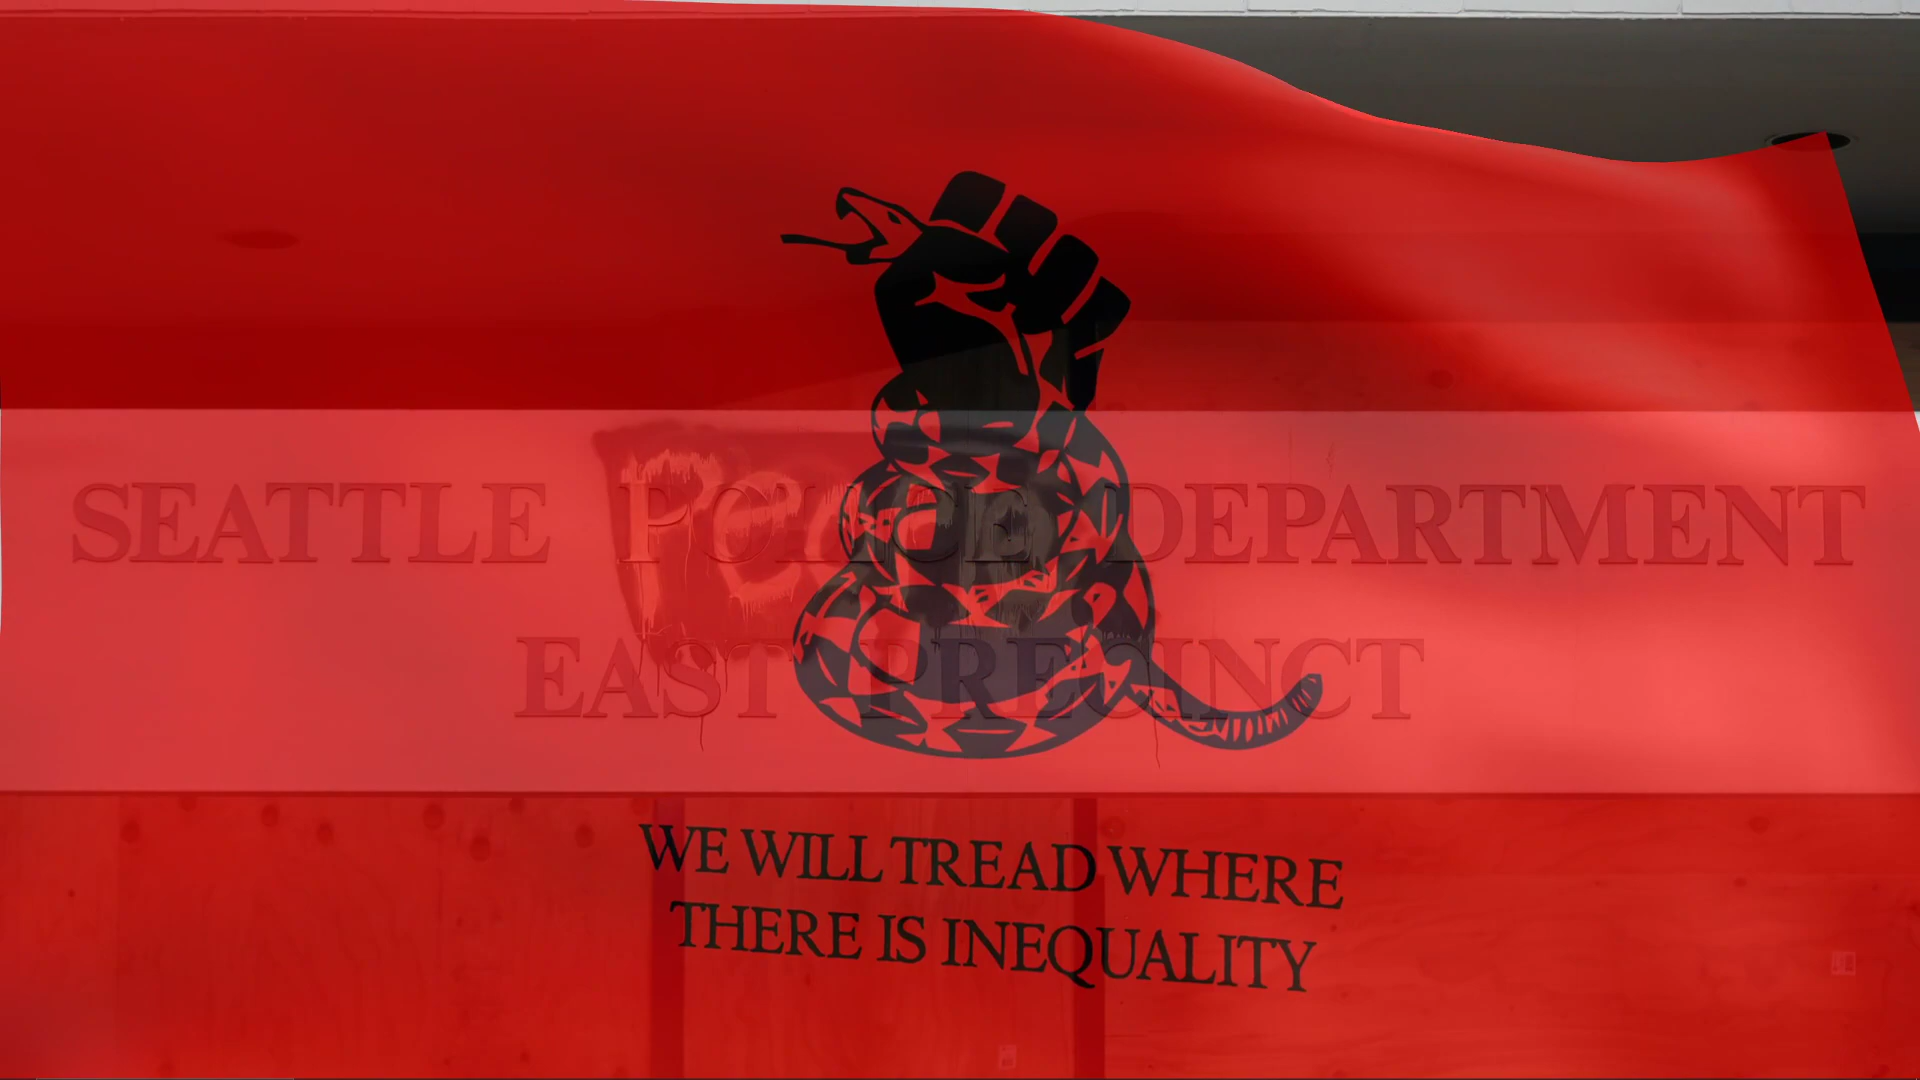 SEATTLE POLICE DEPARTMENT
EAST PRECINCT
WE WILL TREAD WHERE
THERE IS INEQUALITY